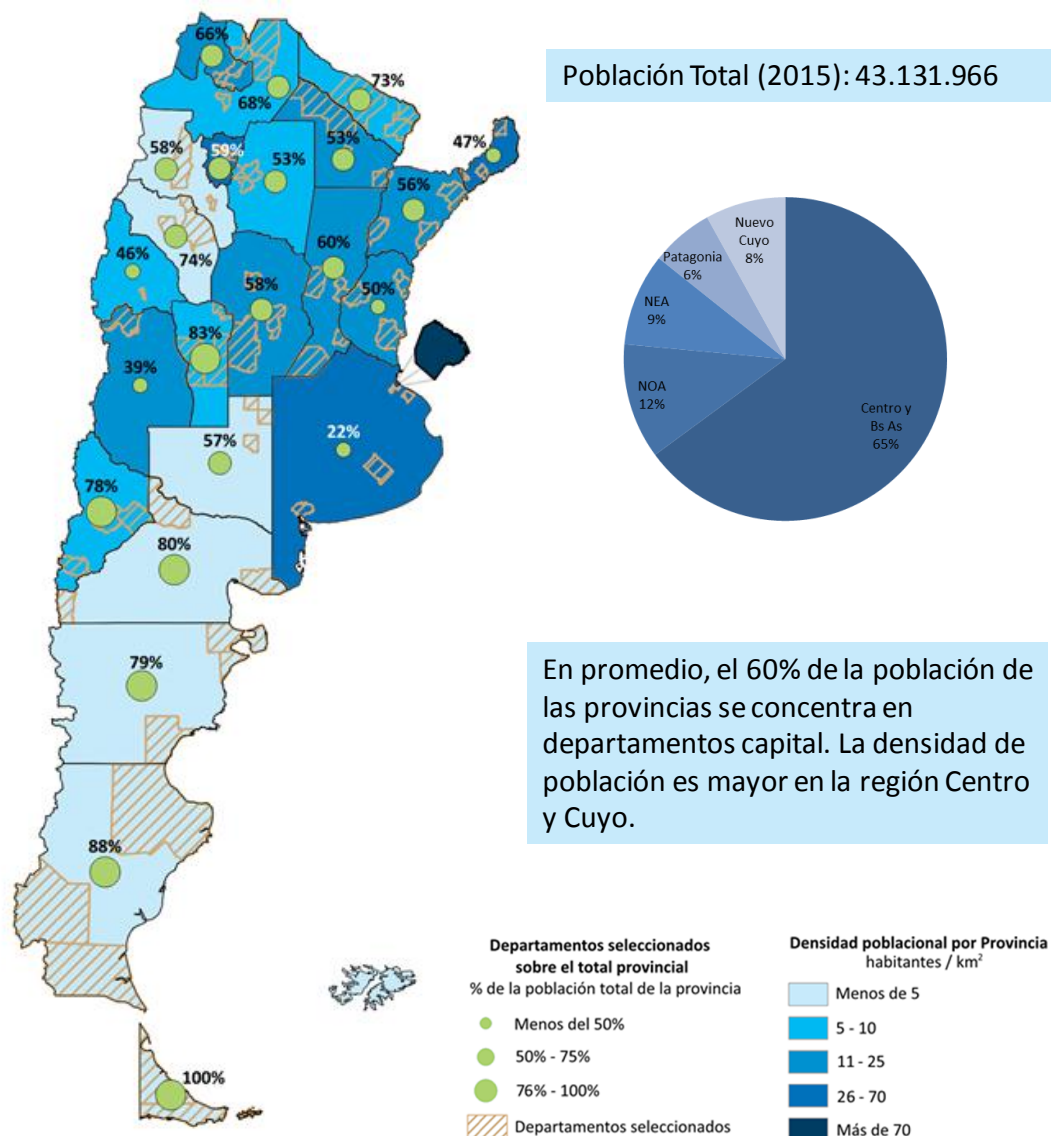 66%
73%
68%
47%
53%
58%
59%
53%
56%
60%
46%
74%
58%
50%
83%
39%
22%
57%
78%
80%
79%
88%
100%
Población Total (2015): 43.131.966
Nuevo
Cuyo
8%
Patagonia
6%
NEA
9%
NOA
12%
Centro y
Bs As
65%
En promedio, el 60% de la población de
las provincias se concentra en
departamentos capital. La densidad de
población es mayor en la región Centro
y Cuyo.
Departamentos seleccionados
sobre el total provincial
% de la población total de la provincia
Menos del 50%
50% - 75%
76% - 100%
Departamentos seleccionados
Densidad poblacional por Provincia
habitantes / km²
Menos de 5
5 - 10
11 - 25
26 - 70
Más de 70